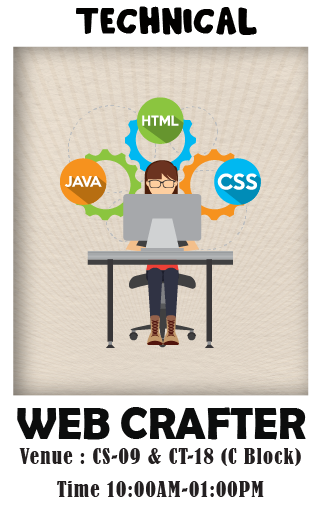 TECHNICAL
HTML
JAVA
CSS
WEB CRAFTER
Venue : CS-09 & CT-18 (C Block)
Time 10:00AM-01:00PM